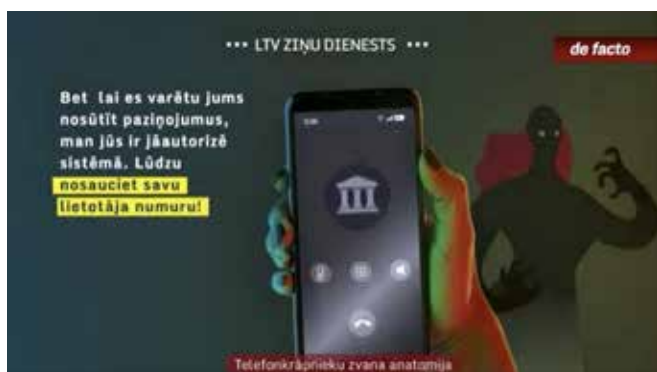 ••• LTV ZIŅU DIENESTS •••
de facto
Bet lai es varētu jums
nosūtīt paziņojumus,
man jūs ir jāautorizē
sistēmā. Lūdzu
nosauciet savu
lietotāja numuru!
Telefonkrāpnieku zvana anatomija